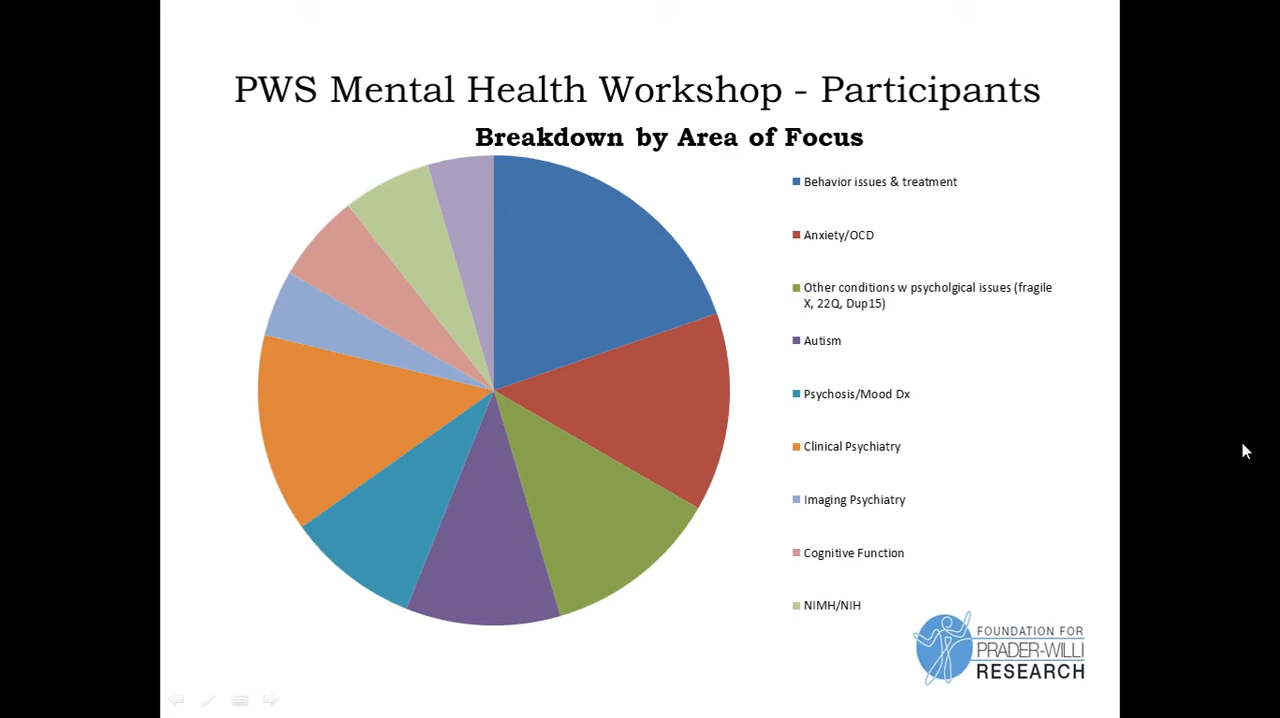 PWS Mental Health Workshop - Participants
Breakdown by Area of Focus
Behavior issues & treatment
Anxiety/OCD
Other conditions w psycholgical issues (fragile
X, 22Q, Dup15)
Autism
Psychosis/Mood Dx
Clinical Psychiatry
Imaging Psychiatry
Cognitive Function
NIMH/NIH
FOUNDATION FOR
PRADER-WILLI
RESEARCH